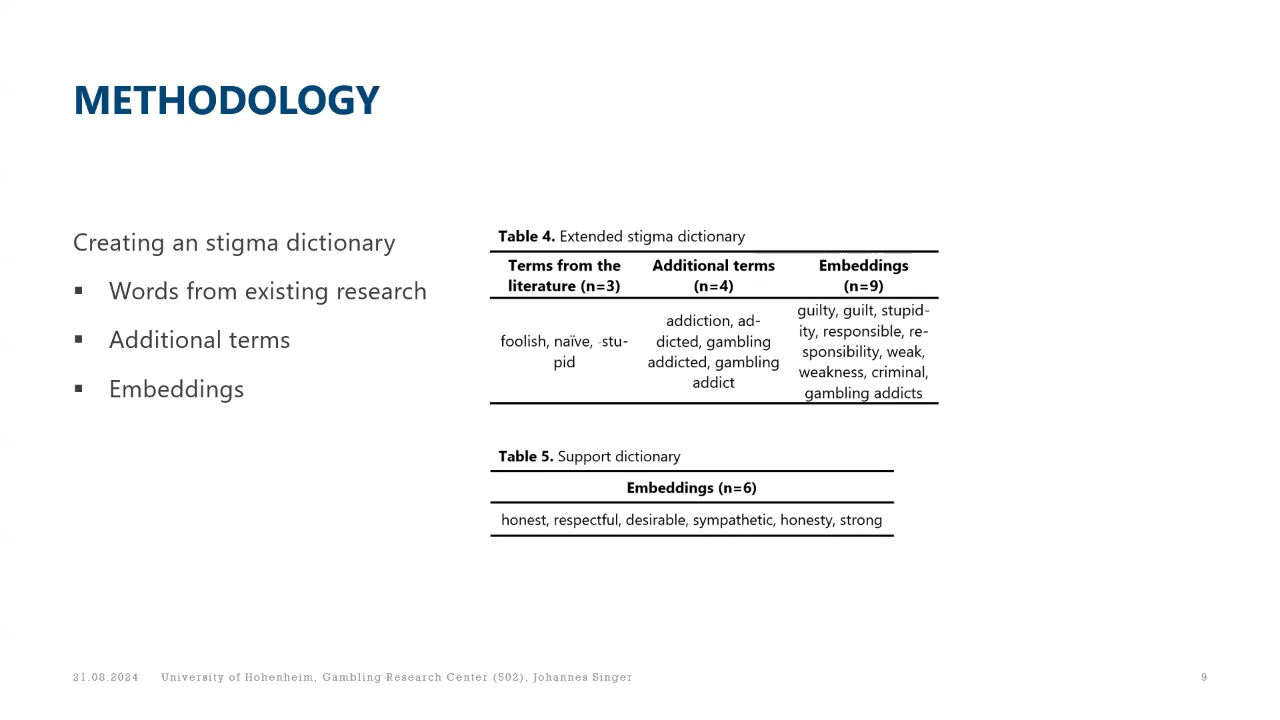 METHODOLOGY
Creating an stigma dictionary
▪ Words from existing research
▪ Additional terms
▪ Embeddings
Table 4. Extended stigma dictionary
Terms from the literature (n=3)
Additional terms (n=4)
Embeddings (n=9)
foolish, naïve, -stu-
pid
addiction, ad-
dicted, gambling
addicted, gambling
addict
guilty, guilt, stupid-
ity, responsible, re-
sponsibility, weak,
weakness, criminal,
gambling addicts
Table 5. Support dictionary
Embeddings (n=6)
honest, respectful, desirable, sympathetic, honesty, strong
21.08.2024 University of Hohenheim, Gambling Research Center (502), Johannes Singer 9